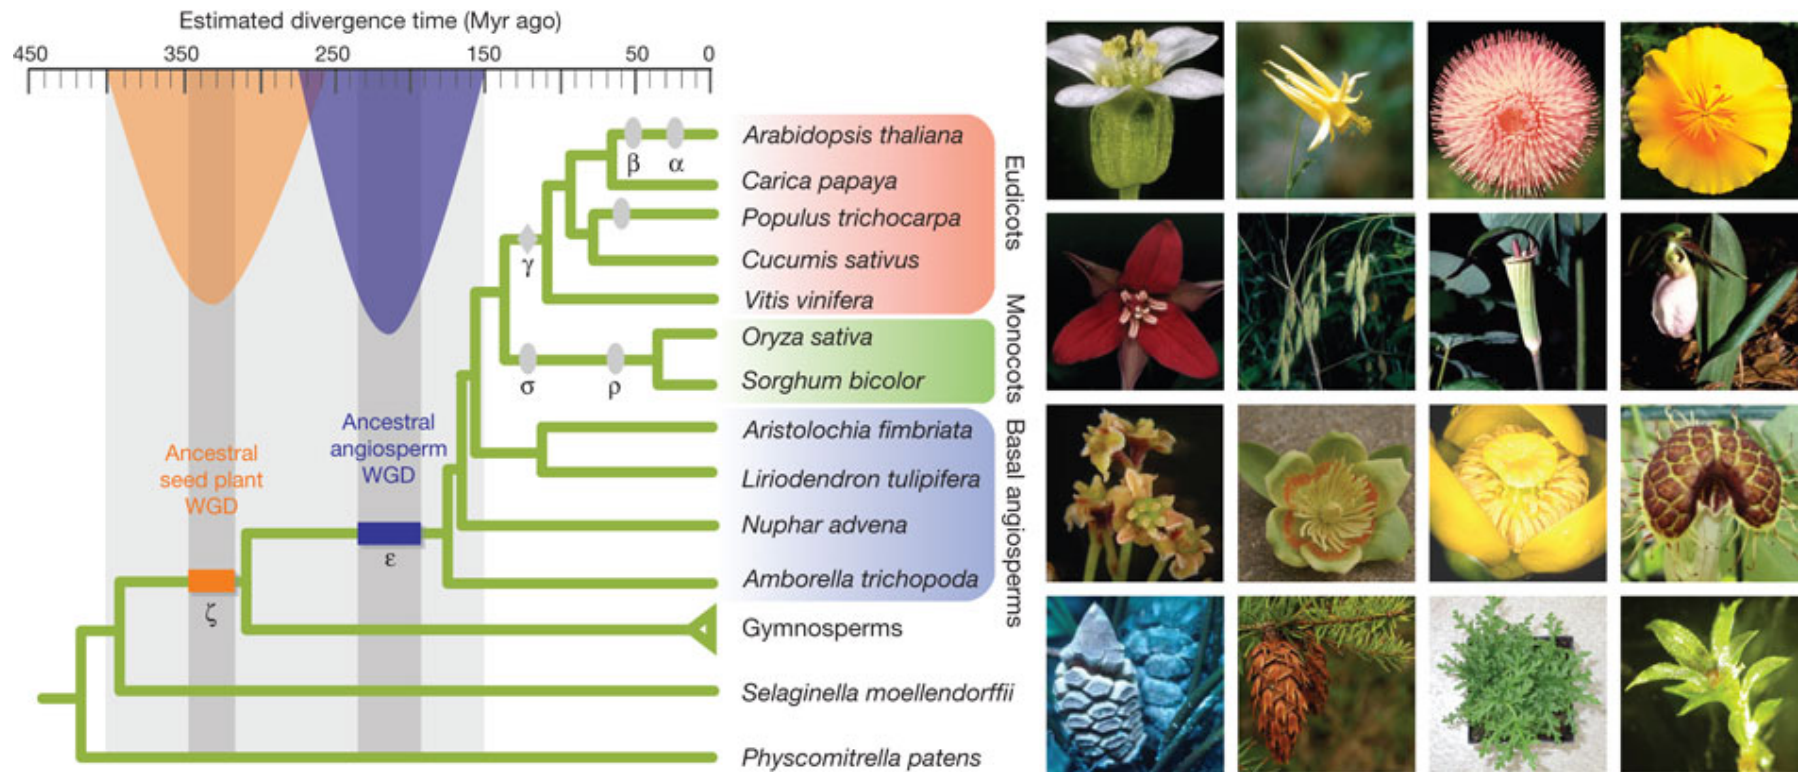 Estimated divergence time (Myr ago)
450 350 250 150 50 0
Arabidopsis thaliana
β α
Carica papaya
Populus trichocarpa
γ
Cucumis sativus
Vitis vinifera
Eudicots
Oryza sativa
σ ρ
Sorghum bicolor
Monocots
Ancestral
angiosperm
WGD
Ancestral
seed plant
WGD
Aristolochia fimbriata
Liriodendron tulipifera
Nuphar advena
ε
Amborella trichopoda
Basal angiosperms
ζ
Gymnosperms
Selaginella moellendorffii
Physcomitrella patens